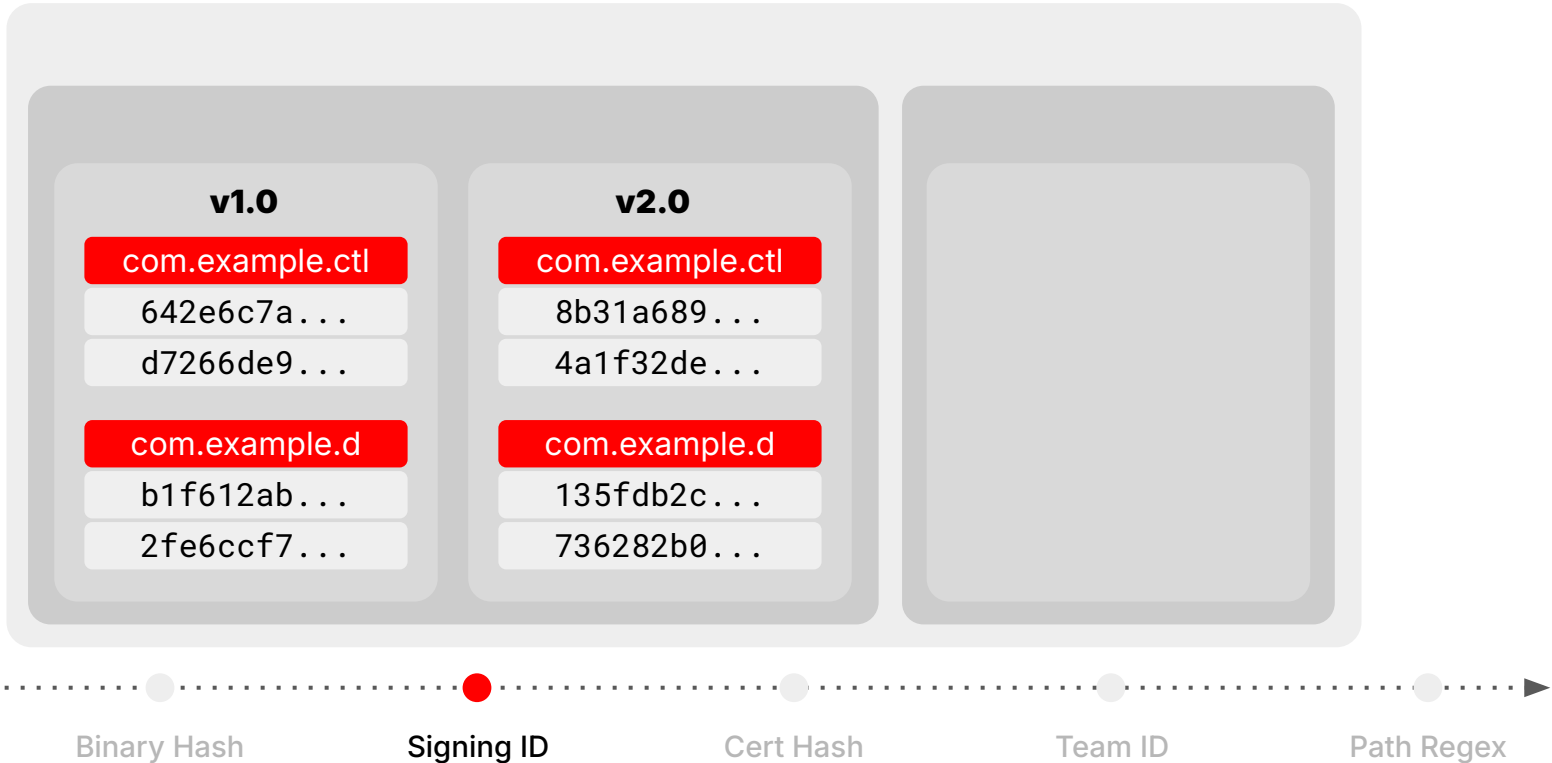 v1.0
com.example.ctl
642e6c7a...
d7266de9...
com.example.d
b1f612ab...
2fe6ccf7...
v2.0
com.example.ctl
8b31a689...
4a1f32de...
com.example.d
135fdb2c...
736282b0...
Binary Hash
Signing ID
Cert Hash
Team ID
Path Regex